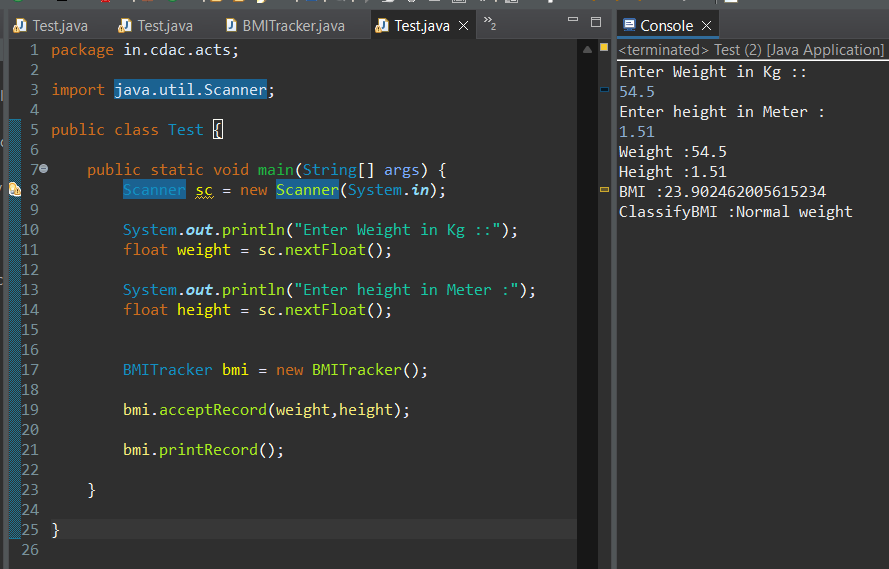 Test.java
Test.java
BMITracker.java
Test.java
2
1 package in.cdac.acts;
2
3 import java.util.Scanner;
4
5 public class Test {
6
7 public static void main(String[] args) {
8 Scanner sc = new Scanner(System.in);
9
10 System.out.println("Enter Weight in Kg ::");
11 float weight = sc.nextFloat();
12
13 System.out.println("Enter height in Meter :");
14 float height = sc.nextFloat();
15
16
17 BMITracker bmi = new BMITracker();
18
19 bmi.acceptRecord(weight,height);
20
21 bmi.printRecord();
22
23 }
24
25 }
26
Console
<terminated> Test (2) [Java Application]
Enter Weight in Kg ::
54.5
Enter height in Meter :
1.51
Weight :54.5
Height :1.51
BMI :23.902462005615234
ClassifyBMI :Normal weight